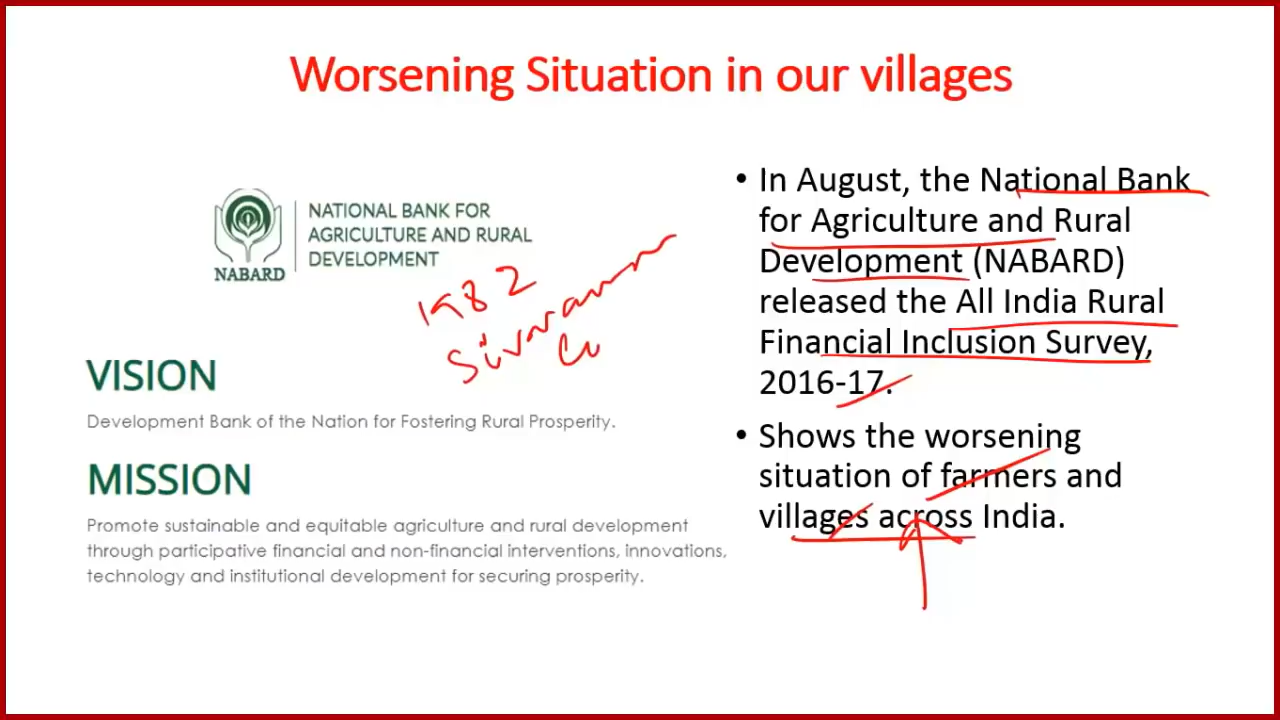 Worsening Situation in our villages
NATIONAL BANK FOR
AGRICULTURE AND RURAL
DEVELOPMENT
NABARD
1982
Sivaraman
VISION
Development Bank of the Nation for Fostering Rural Prosperity.
MISSION
Promote sustainable and equitable agriculture and rural development
through participative financial and non-financial interventions, innovations,
technology and institutional development for securing prosperity.
• In August, the National Bank
for Agriculture and Rural
Development (NABARD)
released the All India Rural
Financial Inclusion Survey,
2016-17.
• Shows the worsening
situation of farmers and
villages across India.